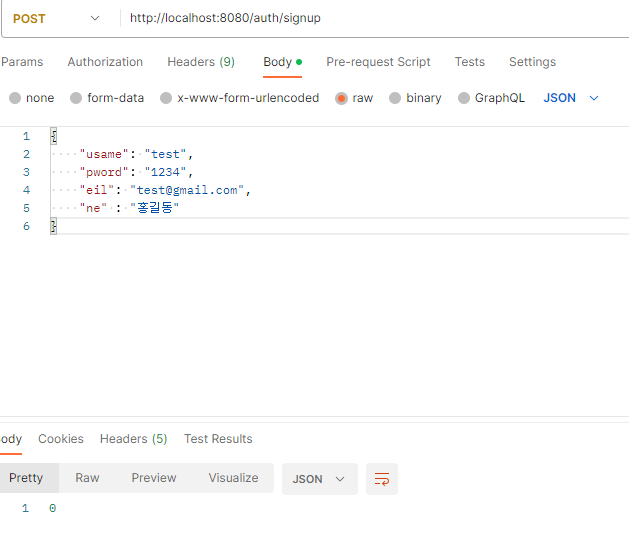 POST http://localhost:8080/auth/signup
Params Authorization Headers (9) Body Pre-request Script Tests Settings
none form-data x-www-form-urlencoded raw binary GraphQL JSON
1 {
2 "usame": "test",
3 "pword": "1234",
4 "eil": "test@gmail.com",
5 "ne" : "홍길동"
6 }
ody Cookies Headers (5) Test Results
Pretty Raw Preview Visualize JSON
1 0